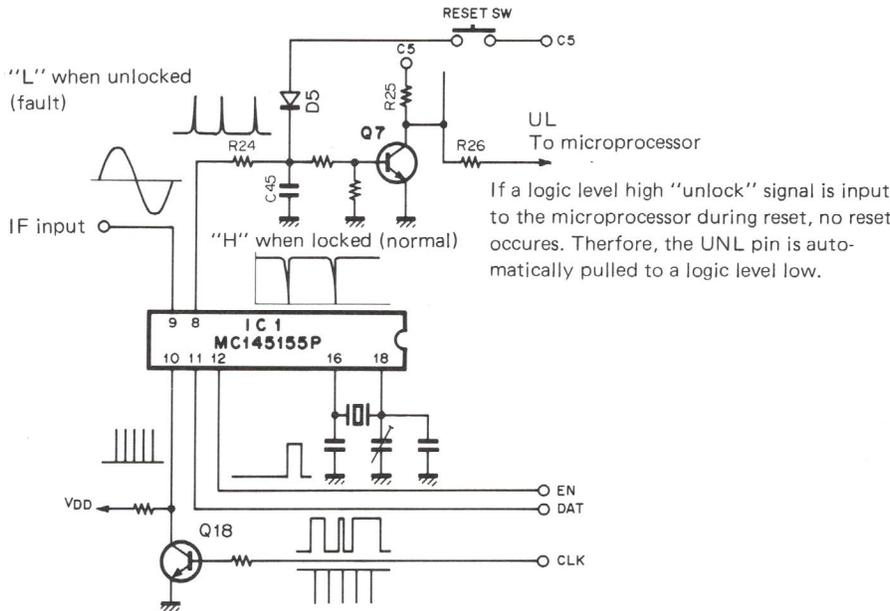 RESET SW
C5
C5
"L" when unlocked
(fault)
D5
R25
Q7
UL
To microprocessor
R24
R26
C45
If a logic level high "unlock" signal is input
to the microprocessor during reset, no reset
occures. Therfore, the UNL pin is auto-
matically pulled to a logic level low.
IF input
"H" when locked (normal)
9 8
IC1
MC145155P
10 11 12 16 18
EN
VDD
DAT
Q18
CLK